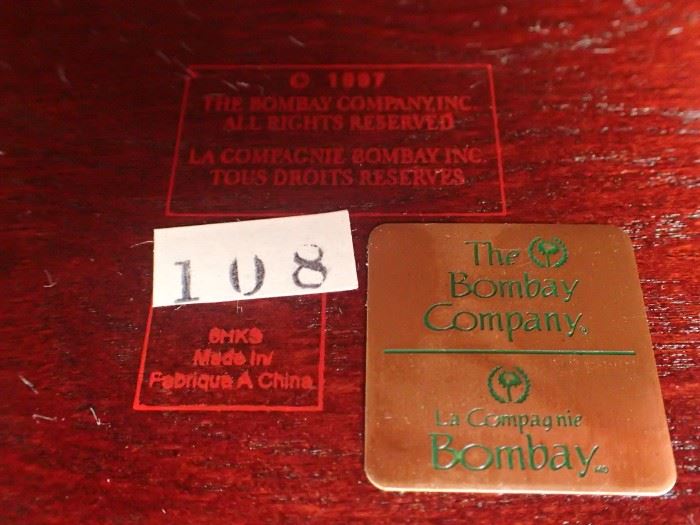 © 1997
THE BOMBAY COMPANY, INC.
ALL RIGHTS RESERVED
LA COMPAGNIE BOMBAY INC.
TOUS DROITS RESERVES
108
Made In/
Fabrique A China
The
Bombay
Company
La Compagnie
Bombay MD